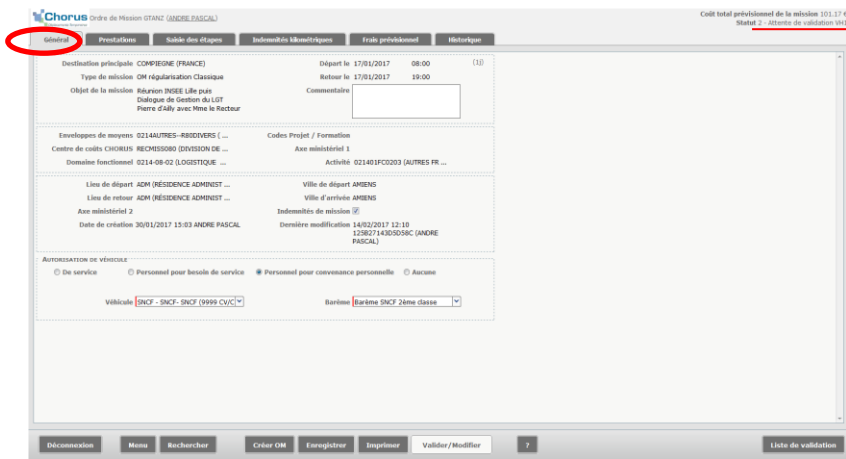 Chorus Ordre de Mission GTANZ (ANDRE PASCAL)
Coût total prévisionnel de la mission 101.17 €
Statut 2 - Attente de validation VH1
Général Prestations Saisie des étapes Indemnités kilométriques Frais prévisionnel Historique
Destination principale COMPIEGNE (FRANCE) Départ le 17/01/2017 08:00 (1j)
Type de mission OM régularisation Classique Retour le 17/01/2017 19:00
Objet de la mission Réunion INSEE Lille puis Commentaire
Dialogue de Gestion du LGT
Pierre d'Ailly avec Mme le Recteur
Enveloppes de moyens 0214AUTRES--R80DIVERS ( ... Codes Projet / Formation
Centre de coûts CHORUS RECMISS080 (DIVISION DE ... Axe ministériel 1
Domaine fonctionnel 0214-08-02 (LOGISTIQUE ... Activité 021401FC0203 (AUTRES FR ...
Lieu de départ ADM (RÉSIDENCE ADMINIST ... Ville de départ AMIENS
Lieu de retour ADM (RÉSIDENCE ADMINIST ... Ville d'arrivée AMIENS
Axe ministériel 2 Indemnités de mission
Date de création 30/01/2017 15:03 ANDRE PASCAL Dernière modification 14/02/2017 12:10
125B27143D5D58C (ANDRE
PASCAL)
AUTORISATION DE VÉHICULE
De service Personnel pour besoin de service Personnel pour convenance personnelle Aucune
Véhicule SNCF - SNCF- SNCF (9999 CV/C Barème Barème SNCF 2ème classe
Déconnexion Menu Rechercher Créer OM Enregistrer Imprimer Valider/Modifier ? Liste de validation